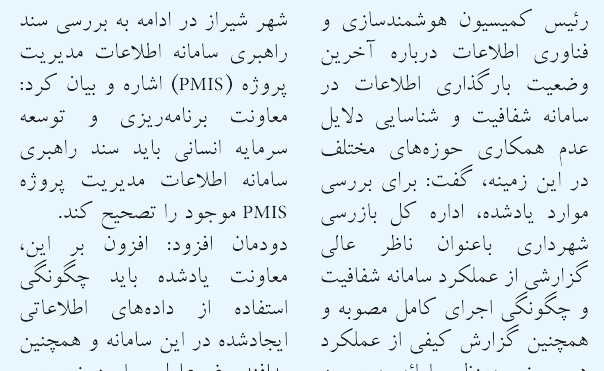 رئیس کمیسیون هوشمندسازی و
فناوری اطلاعات درباره آخرین
وضعیت بارگذاری اطلاعات در
سامانه شفافیت و شناسایی دلایل
عدم همکاری حوزه‌های مختلف
در این زمینه، گفت: برای بررسی
موارد یادشده، اداره کل بازرسی
شهرداری باعنوان ناظر عالی
گزارشی از عملکرد سامانه شفافیت
و چگونگی اجرای کامل مصوبه و
همچنین گزارش کیفی از عملکرد
شهر شیراز در ادامه به بررسی سند
راهبری سامانه اطلاعات مدیریت
پروژه (PMIS) اشاره و بیان کرد:
معاونت برنامه‌ریزی و توسعه
سرمایه انسانی باید سند راهبری
سامانه اطلاعات مدیریت پروژه
PMIS موجود را تصحیح کند.
دودمان افزود: افزون بر این،
معاونت یادشده باید چگونگی
استفاده از داده‌های اطلاعاتی
ایجادشده در این سامانه و همچنین